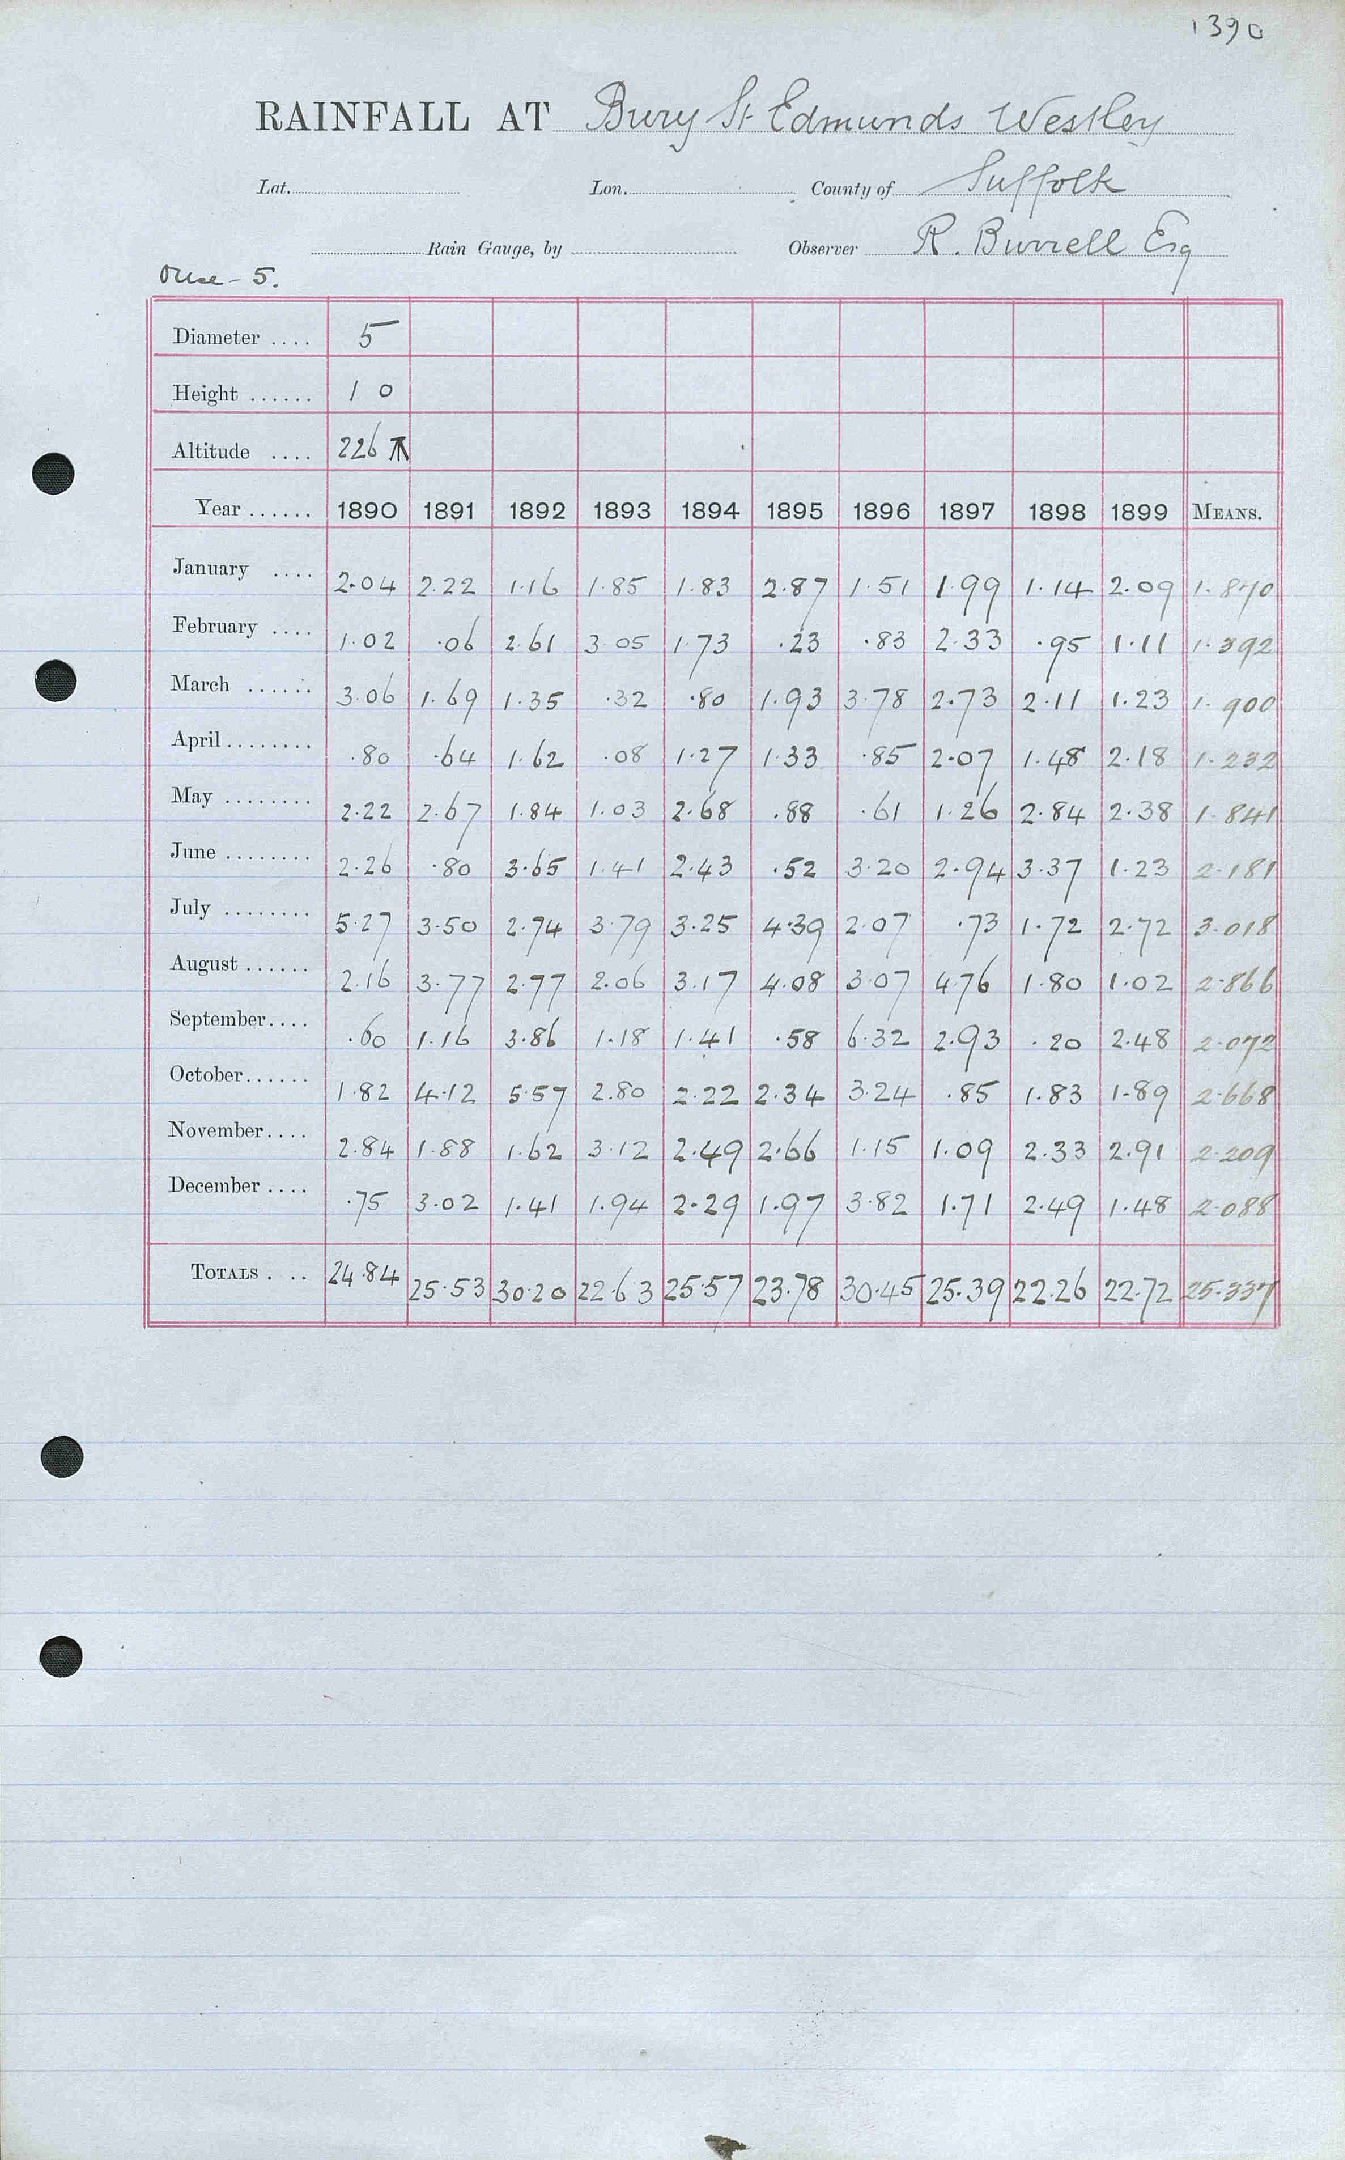 1390
RAINFALL AT Bury St Edmunds Westley
Lat. Lon. County of Suffolk
Rain Gauge, by Observer R. Burrell Esq
Ouse - 5.
Diameter .... 5
Height ...... 1 0
Altitude .... 226
Year ...... 1890 1891 1892 1893 1894 1895 1896 1897 1898 1899 MEANS.
January .... 2.04 2.22 1.16 1.85 1.83 2.87 1.51 1.99 1.14 2.09 1.870
February .... 1.02 .06 2.61 3.05 1.73 .23 .83 2.33 .95 1.11 1.392
March ...... 3.06 1.69 1.35 .32 .80 1.93 3.78 2.73 2.11 1.23 1.900
April ........ .80 .64 1.62 .08 1.27 1.33 .85 2.07 1.48 2.18 1.232
May ........ 2.22 2.67 1.84 1.03 2.68 .88 .61 1.26 2.84 2.38 1.841
June ........ 2.26 .80 3.65 1.41 2.43 .52 3.20 2.94 3.37 1.23 2.181
July ........ 5.27 3.50 2.74 3.79 3.25 4.39 2.07 .73 1.72 2.72 3.018
August ...... 2.16 3.77 2.77 2.06 3.17 4.08 3.07 4.76 1.80 1.02 2.866
September .... .60 1.16 3.86 1.18 1.41 .58 6.32 2.93 .20 2.48 2.072
October ...... 1.82 4.12 5.57 2.80 2.22 2.34 3.24 .85 1.83 1.89 2.668
November .... 2.84 1.88 1.62 3.12 2.49 2.66 1.15 1.09 2.33 2.91 2.209
December .... .75 3.02 1.41 1.94 2.29 1.97 3.82 1.71 2.49 1.48 2.088
TOTALS .... 24.84 25.53 30.20 22.63 25.57 23.78 30.45 25.39 22.26 22.72 25.337